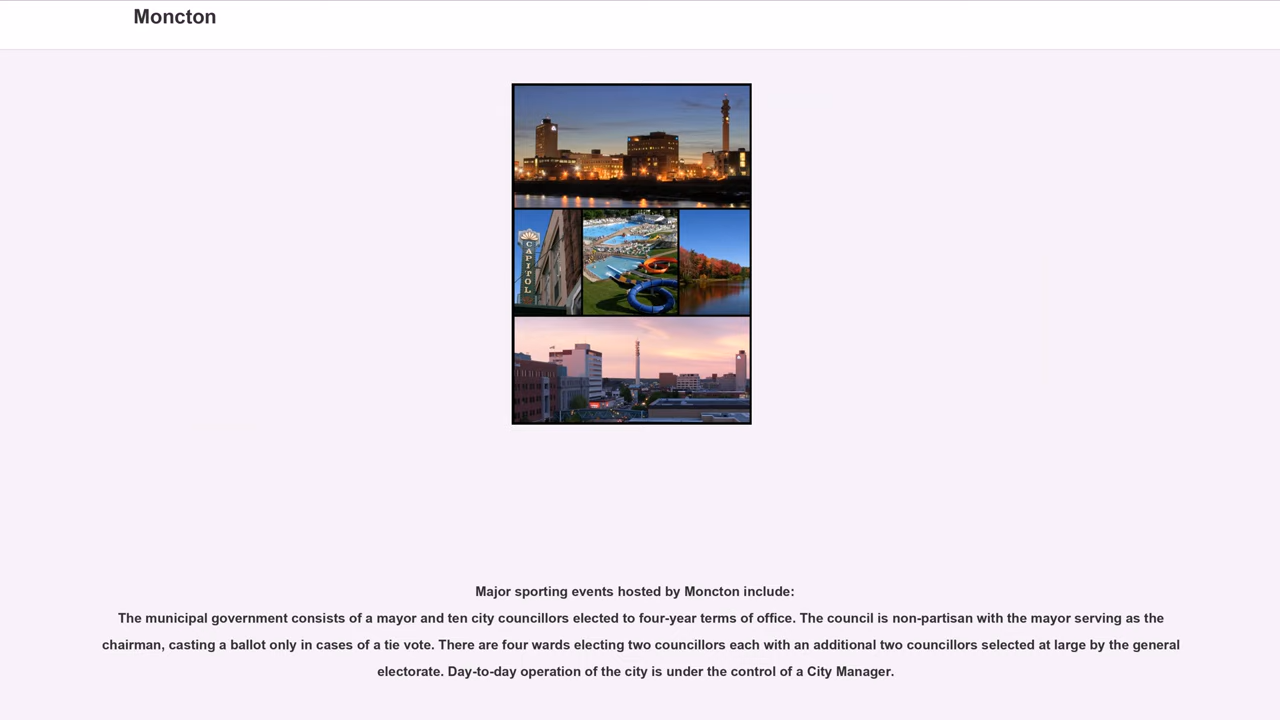 Moncton
CAPITOL
Major sporting events hosted by Moncton include:
The municipal government consists of a mayor and ten city councillors elected to four-year terms of office. The council is non-partisan with the mayor serving as the
chairman, casting a ballot only in cases of a tie vote. There are four wards electing two councillors each with an additional two councillors selected at large by the general
electorate. Day-to-day operation of the city is under the control of a City Manager.